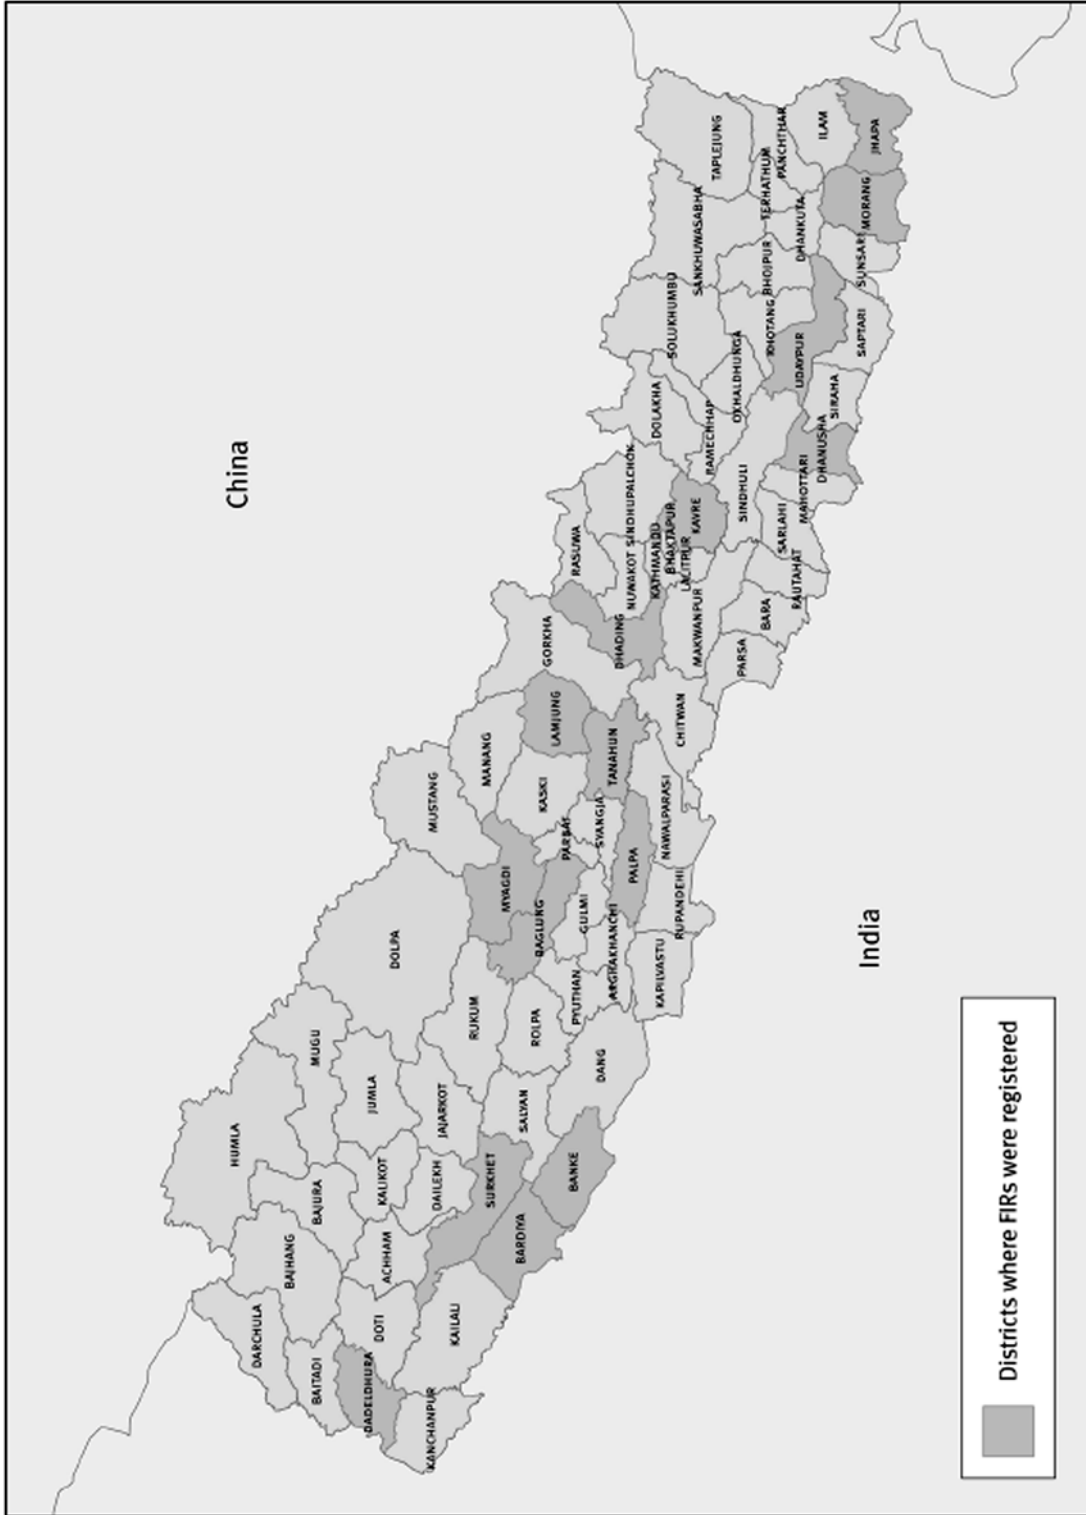 China
DARCHULA
HUMLA
BAJHANG
BAITADI
BAJURA
MUGU
DADELDHURA
DOTI
ACHHAM
KALIKOT
JUMLA
DOLPA
KANCHANPUR
KAILALI
DAILEKH
JAJARKOT
SURKHET
RUKUM
MUSTANG
BARDIYA
SALYAN
ROLPA
BAGLUNG
MYAGDI
MANANG
BANKE
DANG
PYUTHAN
GULMI
PARBAT
KASKI
LAMJUNG
GORKHA
ARGHAKHANCHI
SYANGJA
TANAHUN
DHADING
RASUWA
KAPILVASTU
RUPANDEHI
PALPA
NAWALPARASI
CHITWAN
NUWAKOT
SINDHUPALCHOK
KATHMANDU
BHAKTAPUR
LALITPUR
KAVRE
MAKWANPUR
DOLAKHA
RAMECHHAP
SINDHULI
PARSA
BARA
RAUTAHAT
SARLAHI
MAHOTTARI
DHANUSHA
SOLUKHUMBU
OKHALDHUNGA
KHOTANG
UDAYPUR
SIRAHA
SAPTARI
SANKHUWASABHA
BHOJPUR
DHANKUTA
SUNSARI
TERHATHUM
MORANG
TAPLEJUNG
PANCHTHAR
ILAM
JHAPA
India
Districts where FIRs were registered